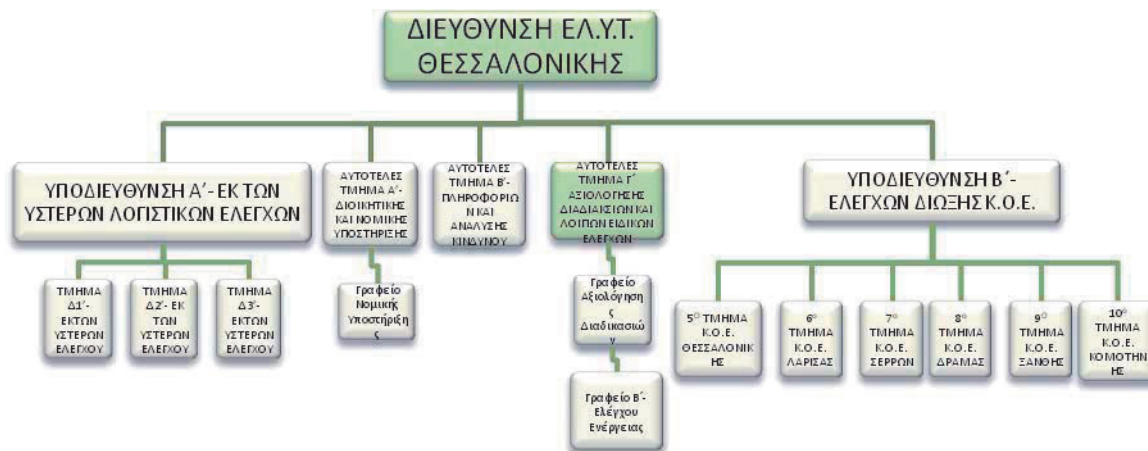 ΔΙΕΥΘΥΝΣΗ ΕΛ.Υ.Τ.
ΘΕΣΣΑΛΟΝΙΚΗΣ
ΥΠΟΔΙΕΥΘΥΝΣΗ Α΄- ΕΚ ΤΩΝ
ΥΣΤΕΡΩΝ ΛΟΓΙΣΤΙΚΩΝ ΕΛΕΓΧΩΝ
ΑΥΤΟΤΕΛΕΣ
ΤΜΗΜΑ Α΄-
ΔΙΟΙΚΗΤΙΚΗΣ
ΚΑΙ ΝΟΜΙΚΗΣ
ΥΠΟΣΤΗΡΙΞΗΣ
ΑΥΤΟΤΕΛΕΣ
ΤΜΗΜΑ Β΄-
ΠΛΗΡΟΦΟΡΙΩ
Ν ΚΑΙ
ΑΝΑΛΥΣΗΣ
ΚΙΝΔΥΝΟΥ
ΑΥΤΟΤΕΛΕΣ
ΤΜΗΜΑ Γ΄
ΑΞΙΟΛΟΓΗΣΗΣ
ΔΙΑΔΙΑΚΣΙΩΝ ΚΑΙ
ΛΟΙΠΩΝ ΕΙΔΙΚΩΝ
ΕΛΕΓΧΩΝ
ΥΠΟΔΙΕΥΘΥΝΣΗ Β΄-
ΕΛΕΓΧΩΝ ΔΙΩΞΗΣ Κ.Ο.Ε.
ΤΜΗΜΑ
Δ1΄-
ΕΚΤΩΝ
ΥΣΤΕΡΩΝ
ΕΛΕΓΧΟΥ
ΤΜΗΜΑ
Δ2΄- ΕΚ
ΤΩΝ
ΥΣΤΕΡΩΝ
ΕΛΕΓΧΟΥ
ΤΜΗΜΑ
Δ3΄-
ΕΚΤΩΝ
ΥΣΤΕΡΩΝ
ΕΛΕΓΧΟΥ
Γραφείο
Νομικής
Υποστήριξη
ς
Γραφείο
Αξιολόγηση
ς
Διαδικασιώ
ν
Γραφείο Β΄-
Ελέγχου
Ενέργειας
5Ο ΤΜΗΜΑ
Κ.Ο.Ε.
ΘΕΣΣΑΛΟΝΙΚ
ΗΣ
6Ο
ΤΜΗΜΑ
Κ.Ο.Ε.
ΛΑΡΙΣΑΣ
7Ο
ΤΜΗΜΑ
Κ.Ο.Ε.
ΣΕΡΡΩΝ
8Ο
ΤΜΗΜΑ
Κ.Ο.Ε.
ΔΡΑΜΑΣ
9Ο
ΤΜΗΜΑ
Κ.Ο.Ε.
ΞΑΝΘΗΣ
10Ο
ΤΜΗΜΑ
Κ.Ο.Ε.
ΚΟΜΟΤΗΝ
ΗΣ